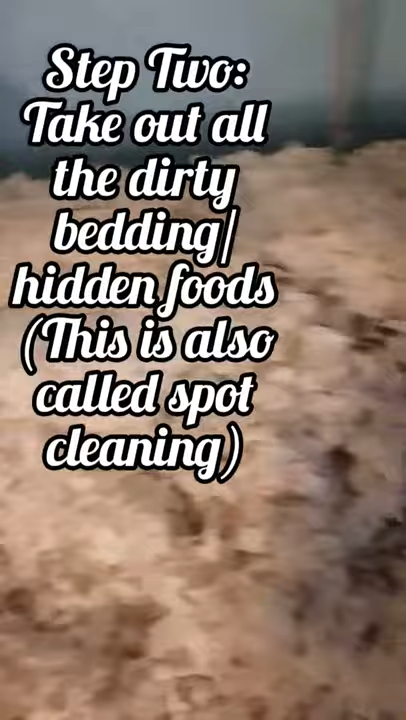 Step Two:
Take out all
the dirty
bedding/
hidden foods
(This is also
called spot
cleaning)